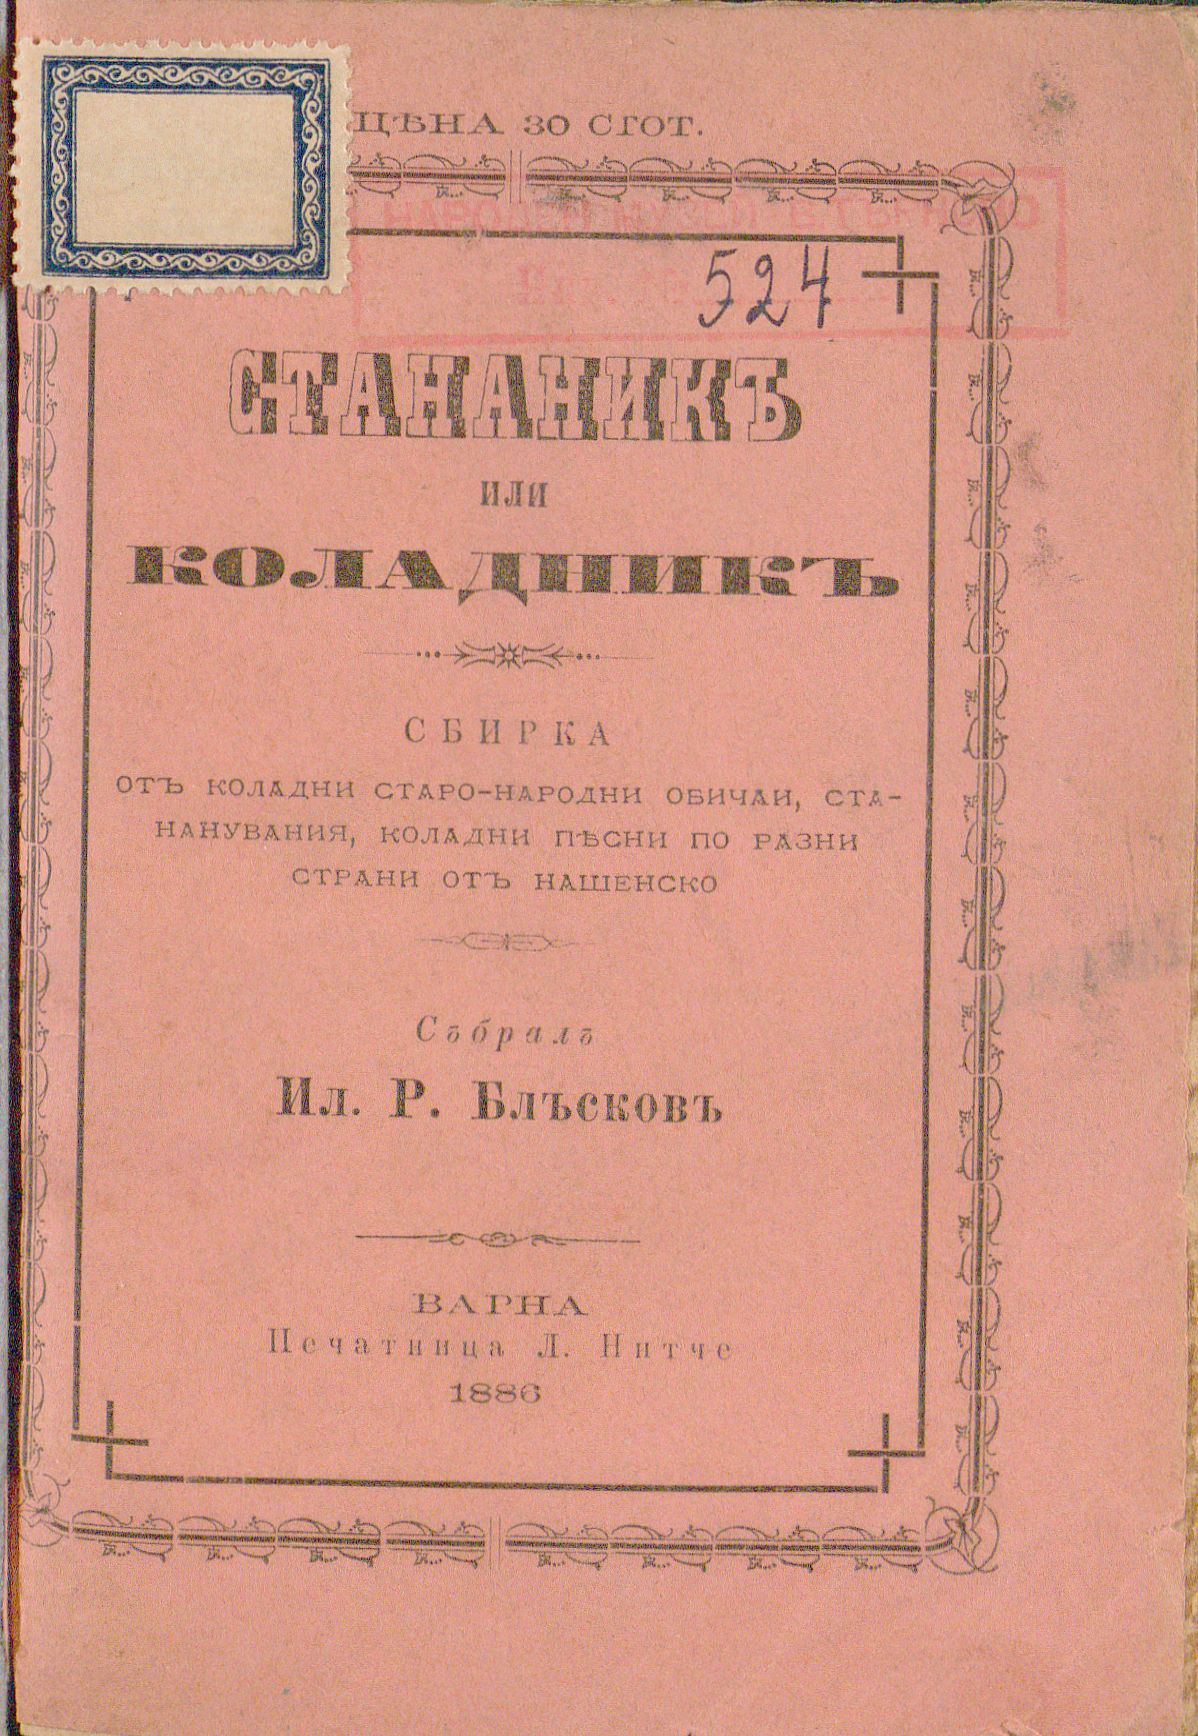 ЦѢНА 30 СТОТ.
524
СТАНАНИКЪ
ИЛИ
КОЛАДНИКЪ
СБИРКА
ОТЪ КОЛАДНИ СТАРО-НАРОДНИ ОБИЧАИ, СТА-
НАНУВАНИЯ, КОЛАДНИ ПѢСНИ ПО РАЗНИ
СТРАНИ ОТЪ НАШЕНСКО
Събралъ
Ил. Р. Блъсковъ
ВАРНА
Печатница Л. Нитче
1886